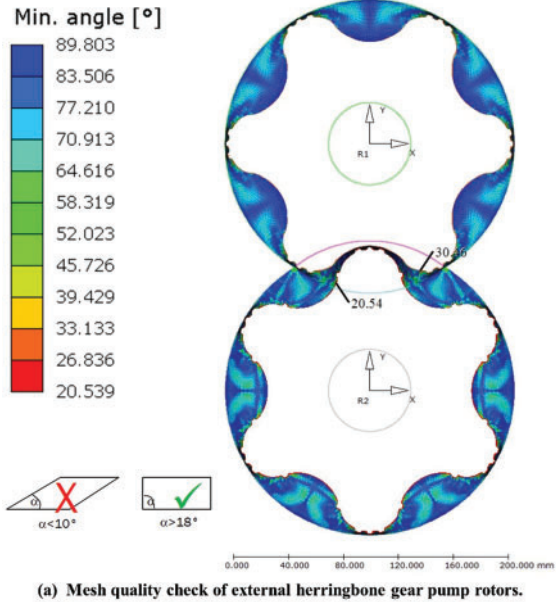 Min. angle [°]
89.803
83.506
77.210
70.913
64.616
58.319
52.023
45.726
39.429
33.133
26.836
20.539
Y
R1
X
20.54
Y
R2
X
α
α<10°
α
α>18°
0.000 40.000 80.000 120.000 160.000 200.000 mm
(a) Mesh quality check of external herringbone gear pump rotors.